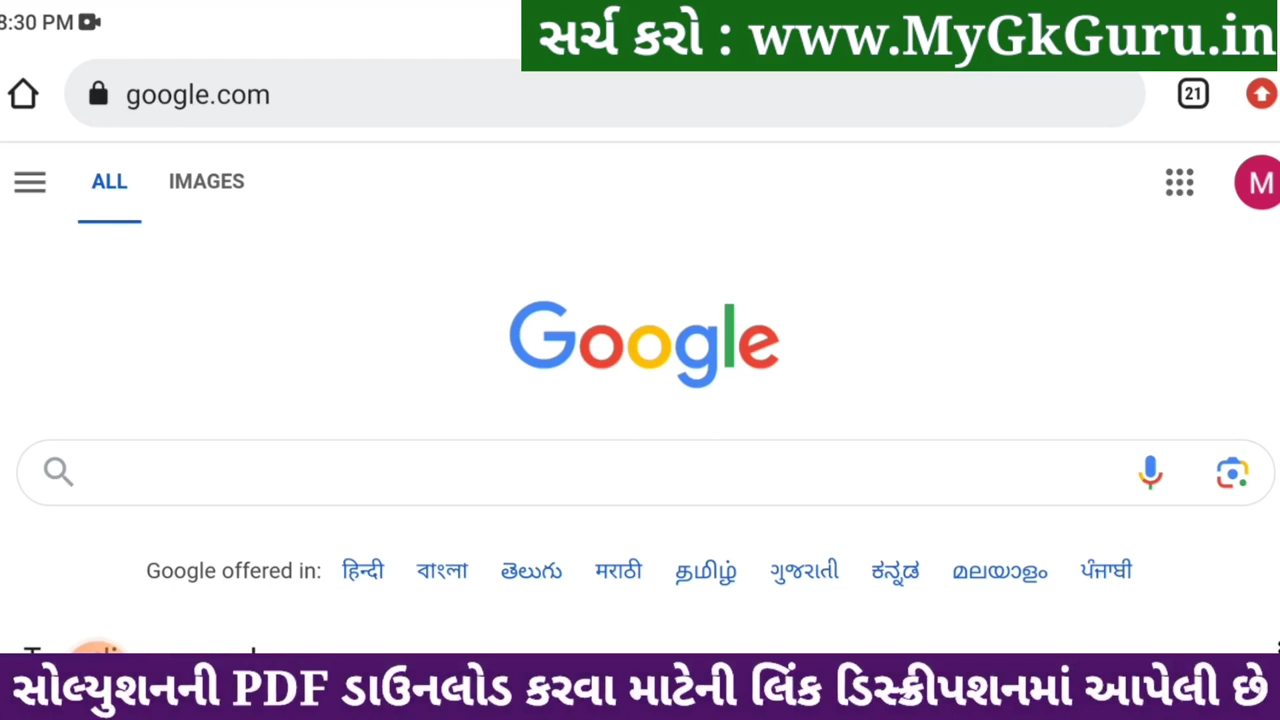 8:30 PM
સર્ચ કરો : www.MyGkGuru.in
google.com
21
ALL IMAGES
M
Google
Google offered in: हिन्दी বাংলা తెలుగు मराठी தமிழ் ગુજરાતી ಕನ್ನಡ മലയാളം ਪੰਜਾਬੀ
સોલ્યુશનની PDF ડાઉનલોડ કરવા માટેની લિંક ડિસ્ક્રીપશનમાં આપેલી છે